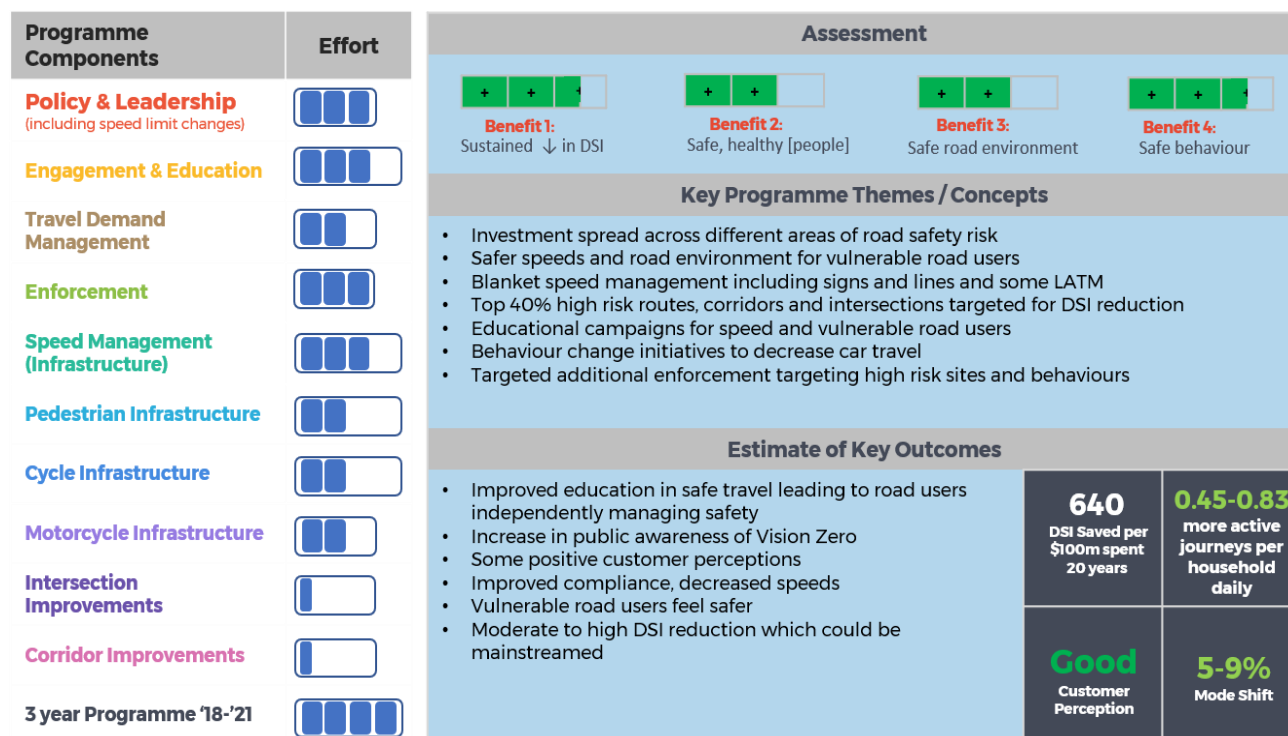 Programme
Components
Effort
Policy & Leadership
(including speed limit changes)
Engagement & Education
Travel Demand
Management
Enforcement
Speed Management
(Infrastructure)
Pedestrian Infrastructure
Cycle Infrastructure
Motorcycle Infrastructure
Intersection
Improvements
Corridor Improvements
3 year Programme ‘18-’21
Assessment
+ + +
Benefit 1:
Sustained ↓ in DSI
+ +
Benefit 2:
Safe, healthy [people]
+ +
Benefit 3:
Safe road environment
+ + +
Benefit 4:
Safe behaviour
Key Programme Themes / Concepts
• Investment spread across different areas of road safety risk
• Safer speeds and road environment for vulnerable road users
• Blanket speed management including signs and lines and some LATM
• Top 40% high risk routes, corridors and intersections targeted for DSI reduction
• Educational campaigns for speed and vulnerable road users
• Behaviour change initiatives to decrease car travel
• Targeted additional enforcement targeting high risk sites and behaviours
Estimate of Key Outcomes
• Improved education in safe travel leading to road users
independently managing safety
• Increase in public awareness of Vision Zero
• Some positive customer perceptions
• Improved compliance, decreased speeds
• Vulnerable road users feel safer
• Moderate to high DSI reduction which could be
mainstreamed
640
DSI Saved per
$100m spent
20 years
0.45-0.83
more active
journeys per
household
daily
Good
Customer
Perception
5-9%
Mode Shift